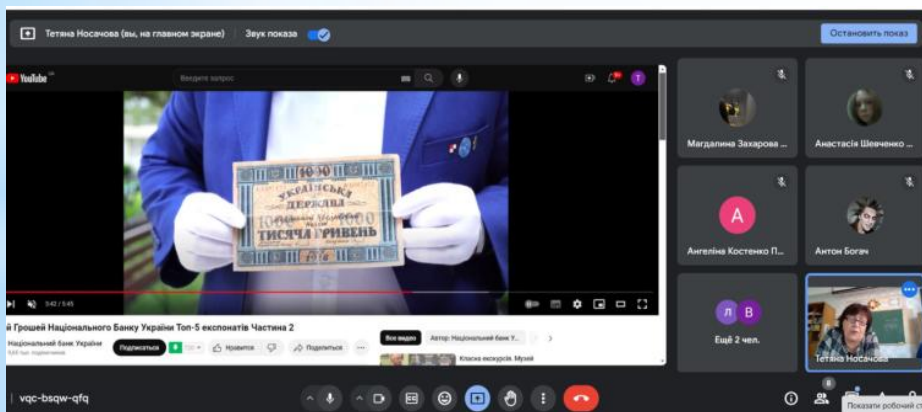 Тетяна Носачова (вы, на главном экране)
Звук показа
Остановить показ
YouTube
Введите запрос
1000
УКРАЇНСЬКА
ДЕРЖАВА
1000 1000
ТИСЯЧА ГРИВЕНЬ
5:42 / 5:45
й Грошей Національного Банку України Топ-5 експонатів Частина 2
Національний банк України
Подписаться
Нравится
Поделиться
Все видео
Автор: Національний банк У...
Класна екскурсія. Музей
Магдалина Захарова ...
Анастасія Шевченко ...
А
Ангеліна Костенко П...
Антон Богач
Л В
Ещё 2 чел.
Тетяна Носачова
vqc-bsqw-qfq
8
Показати робочий ст